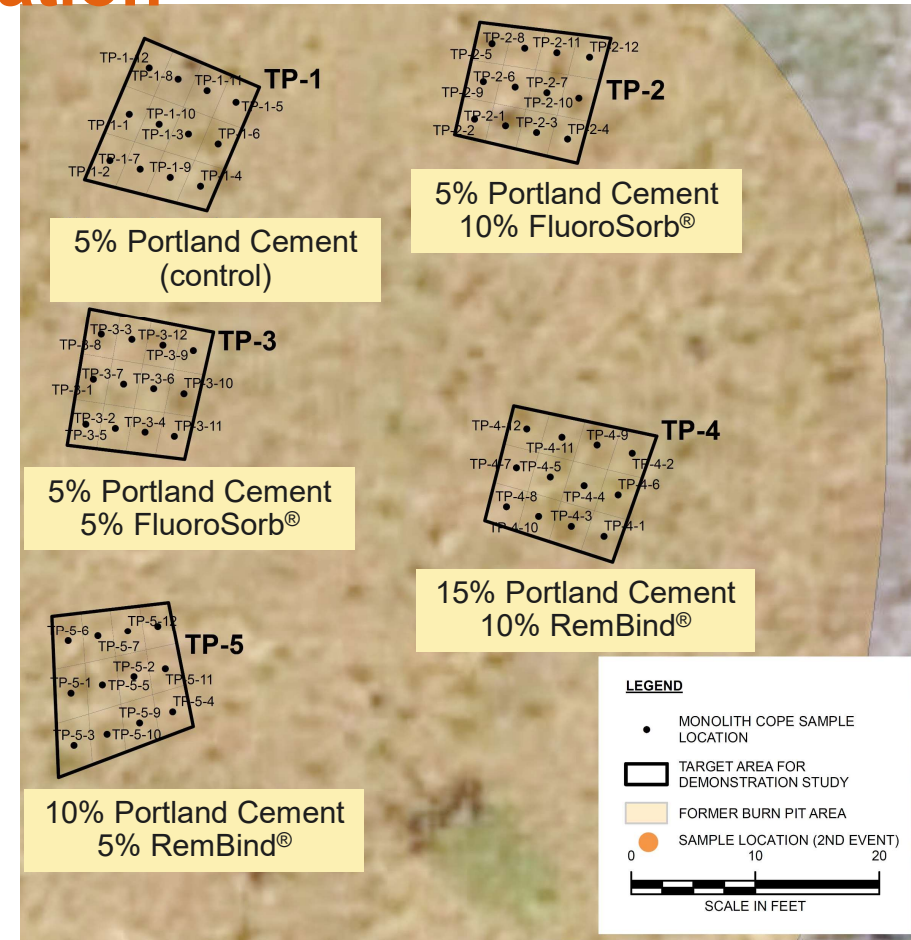 ation
TP-1
TP-1-12
TP-1-8
TP-1-11
TP-1-5
TP-1-10
TP-1-1
TP-1-3
TP-1-6
TP-1-7
TP-1-2
TP-1-9
TP-1-4
5% Portland Cement
(control)
TP-2
TP-2-8
TP-2-11
TP-2-12
TP-2-5
TP-2-6
TP-2-7
TP-2-9
TP-2-10
TP-2-1
TP-2-3
TP-2-2
TP-2-4
5% Portland Cement
10% FluoroSorb®
TP-3
TP-3-3
TP-3-12
TP-3-8
TP-3-9
TP-3-7
TP-3-6
TP-3-10
TP-3-1
TP-3-2
TP-3-4
TP-3-11
TP-3-5
5% Portland Cement
5% FluoroSorb®
TP-4
TP-4-12
TP-4-9
TP-4-11
TP-4-2
TP-4-7
TP-4-5
TP-4-6
TP-4-8
TP-4-4
TP-4-3
TP-4-10
TP-4-1
15% Portland Cement
10% RemBind®
TP-5
TP-5-12
TP-5-6
TP-5-7
TP-5-2
TP-5-1
TP-5-5
TP-5-11
TP-5-4
TP-5-9
TP-5-3
TP-5-10
10% Portland Cement
5% RemBind®
LEGEND
MONOLITH COPE SAMPLE
LOCATION
TARGET AREA FOR
DEMONSTRATION STUDY
FORMER BURN PIT AREA
SAMPLE LOCATION (2ND EVENT)
0 10 20
SCALE IN FEET